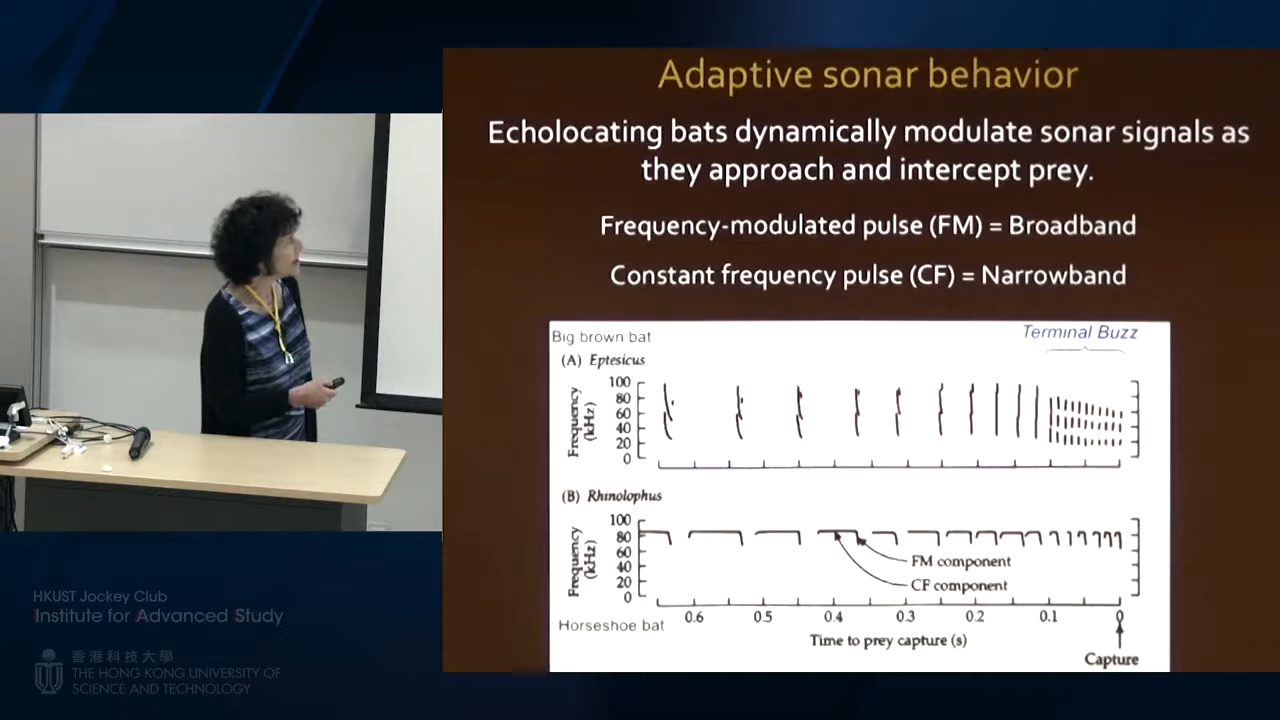 Adaptive sonar behavior
Echolocating bats dynamically modulate sonar signals as
they approach and intercept prey.
Frequency-modulated pulse (FM) = Broadband
Constant frequency pulse (CF) = Narrowband
Big brown bat
Terminal Buzz
(A) Eptesicus
Frequency
(kHz)
100
80
60
40
20
0
(B) Rhinolophus
Frequency
(kHz)
100
80
60
40
20
0
FM component
CF component
Horseshoe bat
0.6 0.5 0.4 0.3 0.2 0.1 0
Time to prey capture (s)
Capture
HKUST Jockey Club
Institute for Advanced Study
香港科技大學
THE HONG KONG UNIVERSITY OF
SCIENCE AND TECHNOLOGY